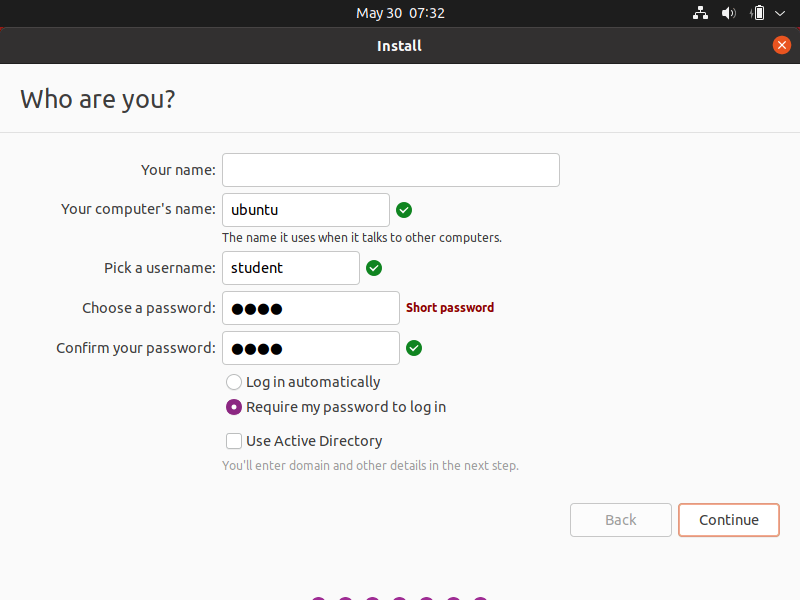 May 30 07:32
Install
Who are you?
Your name:
Your computer's name: ubuntu
The name it uses when it talks to other computers.
Pick a username: student
Choose a password: ●●●● Short password
Confirm your password: ●●●●
Log in automatically
Require my password to log in
Use Active Directory
You'll enter domain and other details in the next step.
Back Continue